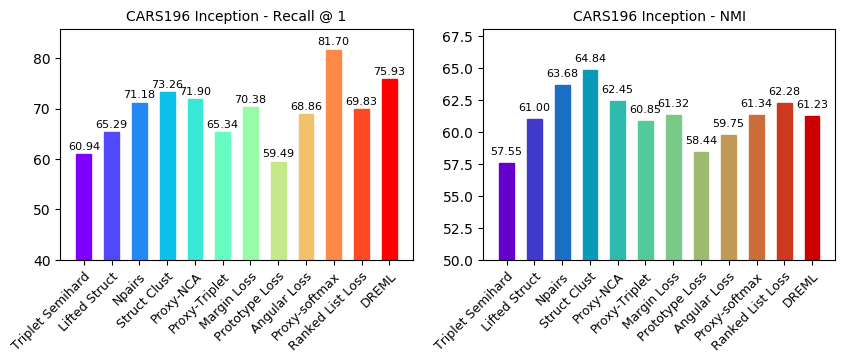 CARS196 Inception - Recall @ 1
80
70
60
50
40
60.94
65.29
71.18
73.26
71.90
65.34
70.38
59.49
68.86
81.70
69.83
75.93
Triplet Semihard
Lifted Struct
Npairs
Struct Clust
Proxy-NCA
Proxy-Triplet
Margin Loss
Prototype Loss
Angular Loss
Proxy-softmax
Ranked List Loss
DREML
CARS196 Inception - NMI
67.5
65.0
62.5
60.0
57.5
55.0
52.5
50.0
57.55
61.00
63.68
64.84
62.45
60.85
61.32
58.44
59.75
61.34
62.28
61.23
Triplet Semihard
Lifted Struct
Npairs
Struct Clust
Proxy-NCA
Proxy-Triplet
Margin Loss
Prototype Loss
Angular Loss
Proxy-softmax
Ranked List Loss
DREML